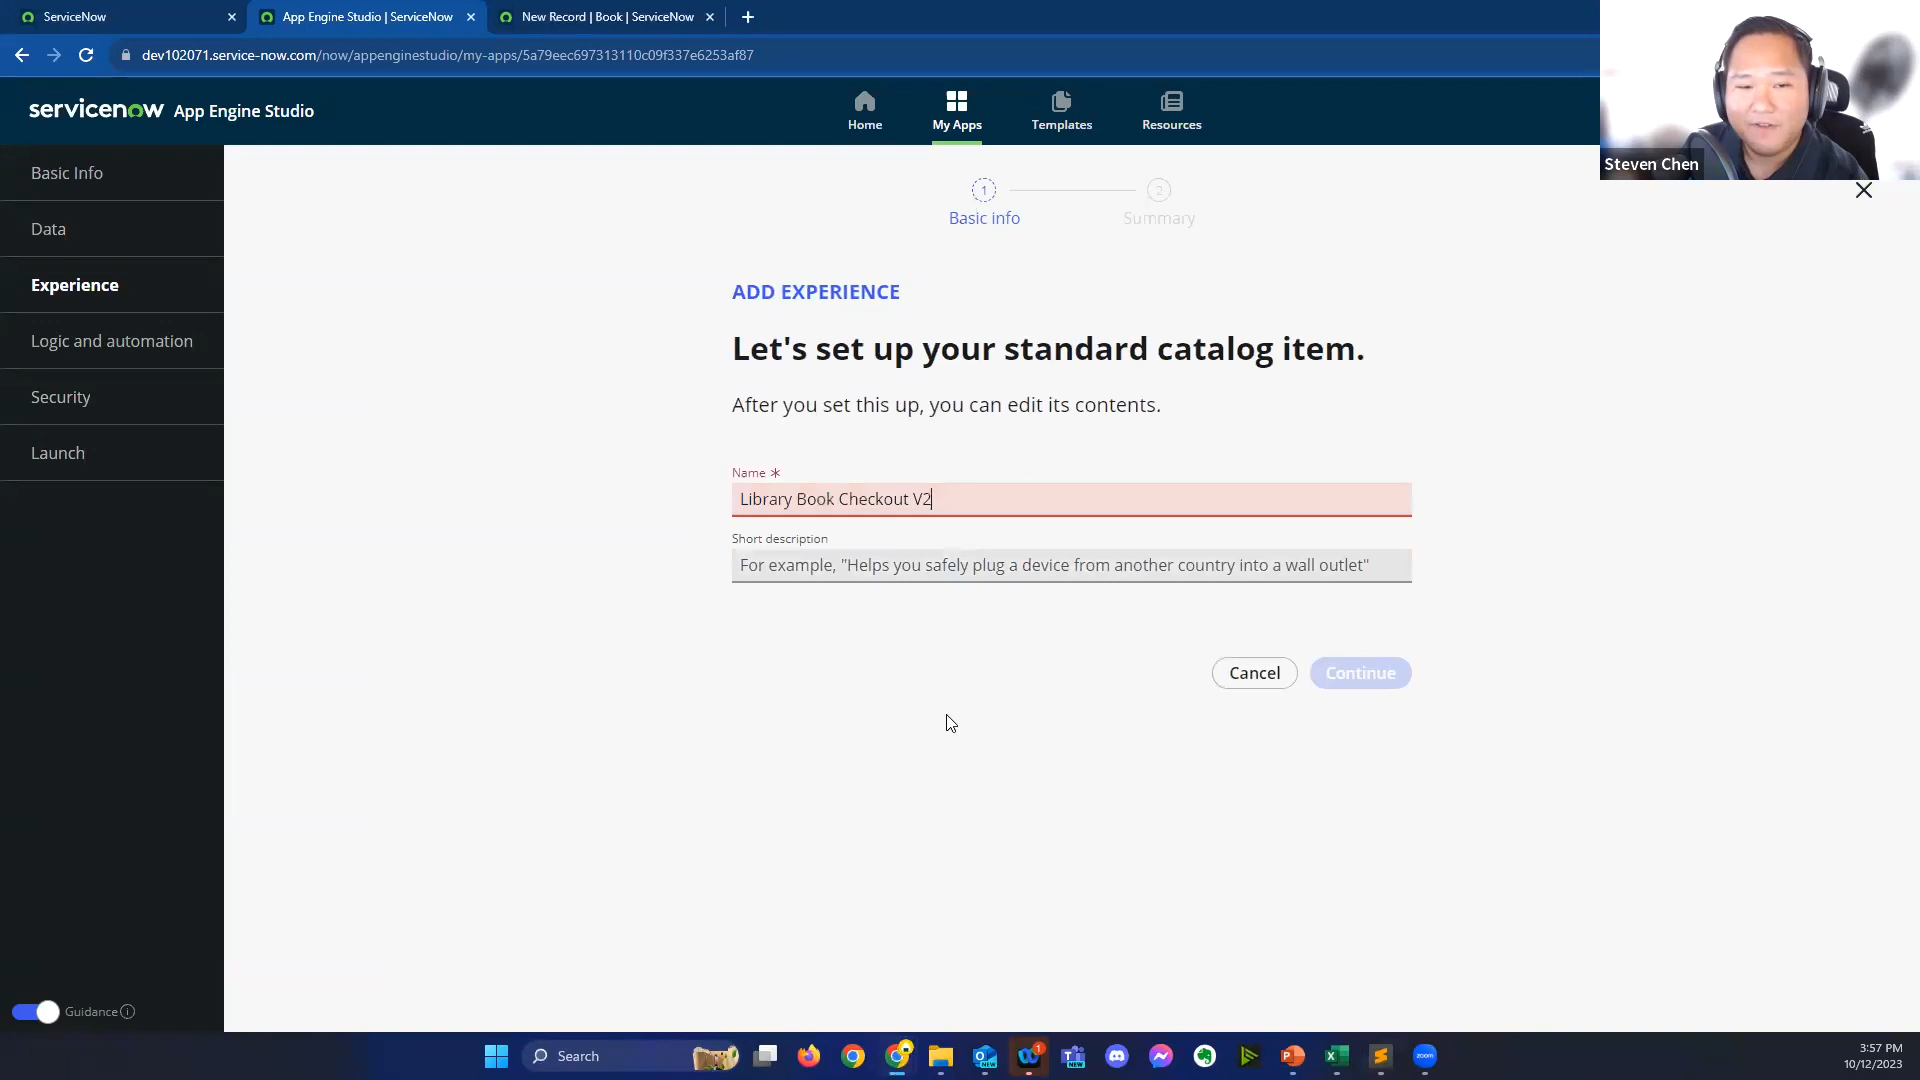 ServiceNow
App Engine Studio | ServiceNow
New Record | Book | ServiceNow
dev102071.service-now.com/now/appenginestudio/my-apps/5a79eec697313110c09f337e6253af87
servicenow App Engine Studio
Home
My Apps
Templates
Resources
Steven Chen
Basic Info
Data
Experience
Logic and automation
Security
Launch
1
2
Basic info
Summary
ADD EXPERIENCE
Let's set up your standard catalog item.
After you set this up, you can edit its contents.
Name *
Library Book Checkout V2
Short description
For example, "Helps you safely plug a device from another country into a wall outlet"
Cancel
Continue
Guidance
Search
3:57 PM
10/12/2023